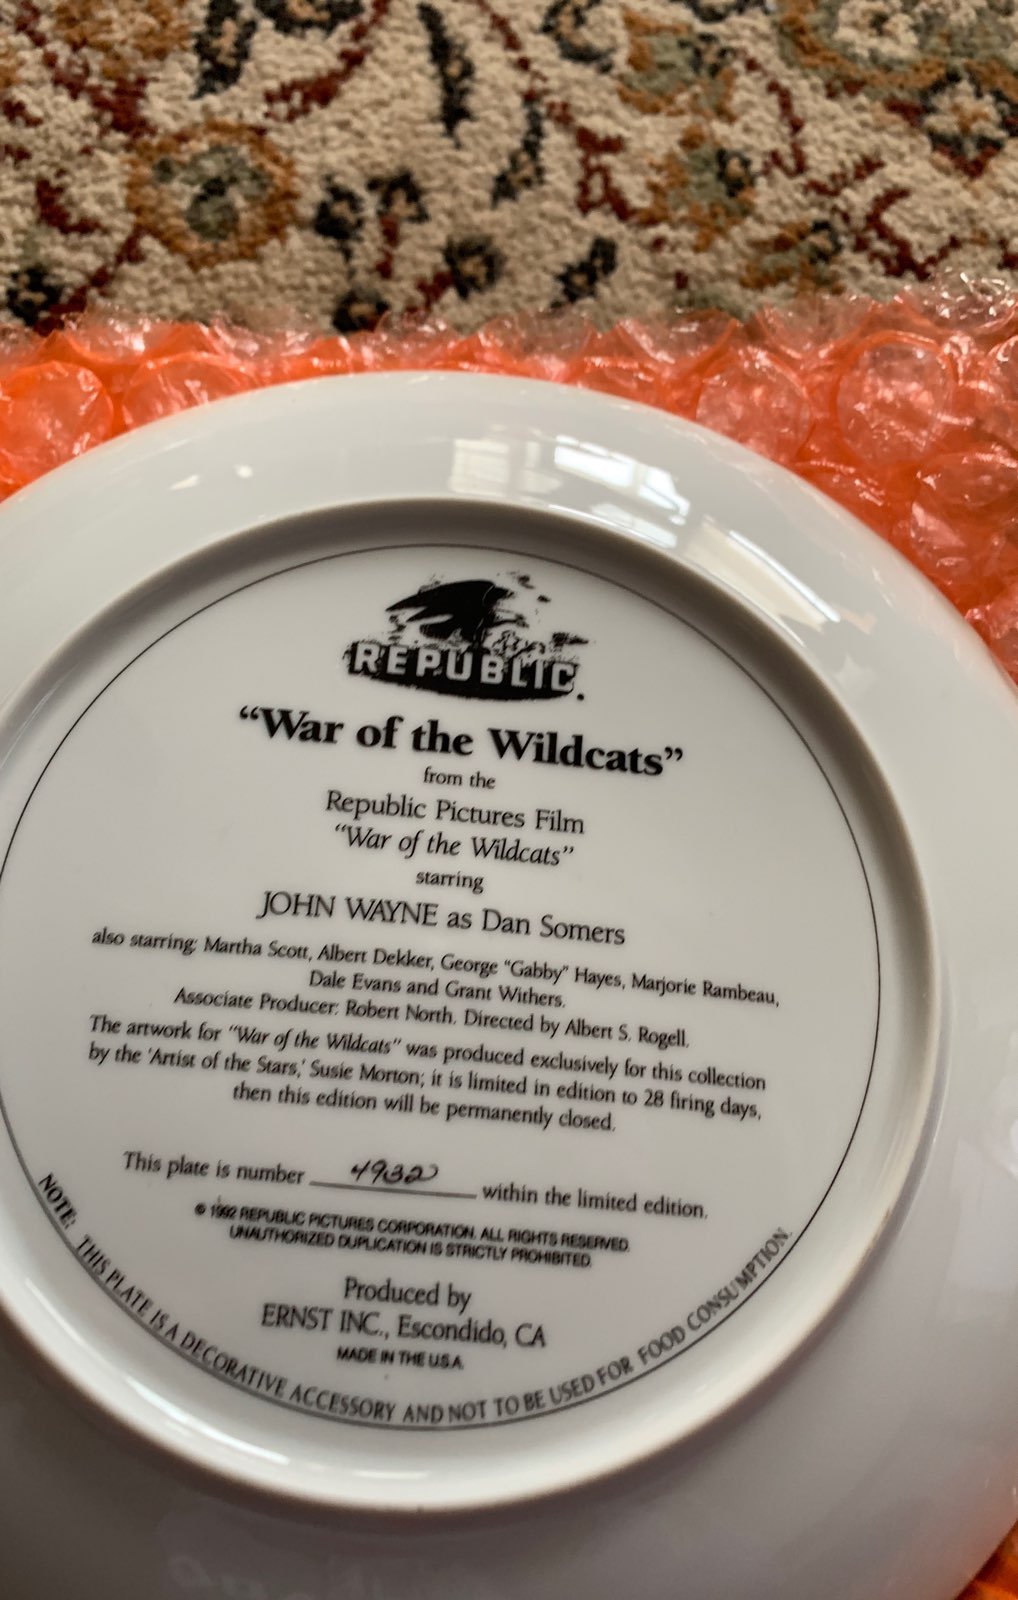 REPUBLIC.
“War of the Wildcats”
from the
Republic Pictures Film
“War of the Wildcats”
starring
JOHN WAYNE as Dan Somers
also starring: Martha Scott, Albert Dekker, George “Gabby” Hayes, Marjorie Rambeau,
Dale Evans and Grant Withers.
Associate Producer: Robert North. Directed by Albert S. Rogell.
The artwork for “War of the Wildcats” was produced exclusively for this collection
by the ‘Artist of the Stars,’ Susie Morton; it is limited in edition to 28 firing days,
then this edition will be permanently closed.
This plate is number 4932 within the limited edition.
© 1992 REPUBLIC PICTURES CORPORATION. ALL RIGHTS RESERVED.
UNAUTHORIZED DUPLICATION IS STRICTLY PROHIBITED.
Produced by
ERNST INC., Escondido, CA
MADE IN THE U.S.A.
NOTE: THIS PLATE IS A DECORATIVE ACCESSORY AND NOT TO BE USED FOR FOOD CONSUMPTION.